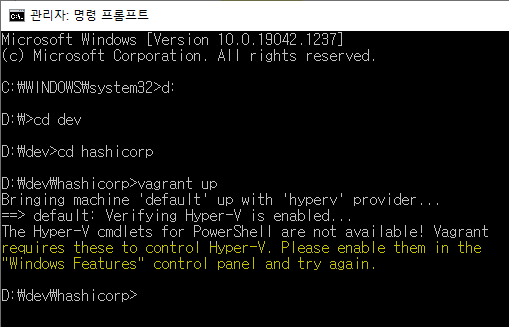 관리자: 명령 프롬프트
Microsoft Windows [Version 10.0.19042.1237]
(c) Microsoft Corporation. All rights reserved.
C:₩WINDOWS₩system32>d:
D:₩>cd dev
D:₩dev>cd hashicorp
D:₩dev₩hashicorp>vagrant up
Bringing machine 'default' up with 'hyperv' provider...
==> default: Verifying Hyper-V is enabled...
The Hyper-V cmdlets for PowerShell are not available! Vagrant
requires these to control Hyper-V. Please enable them in the
"Windows Features" control panel and try again.
D:₩dev₩hashicorp>